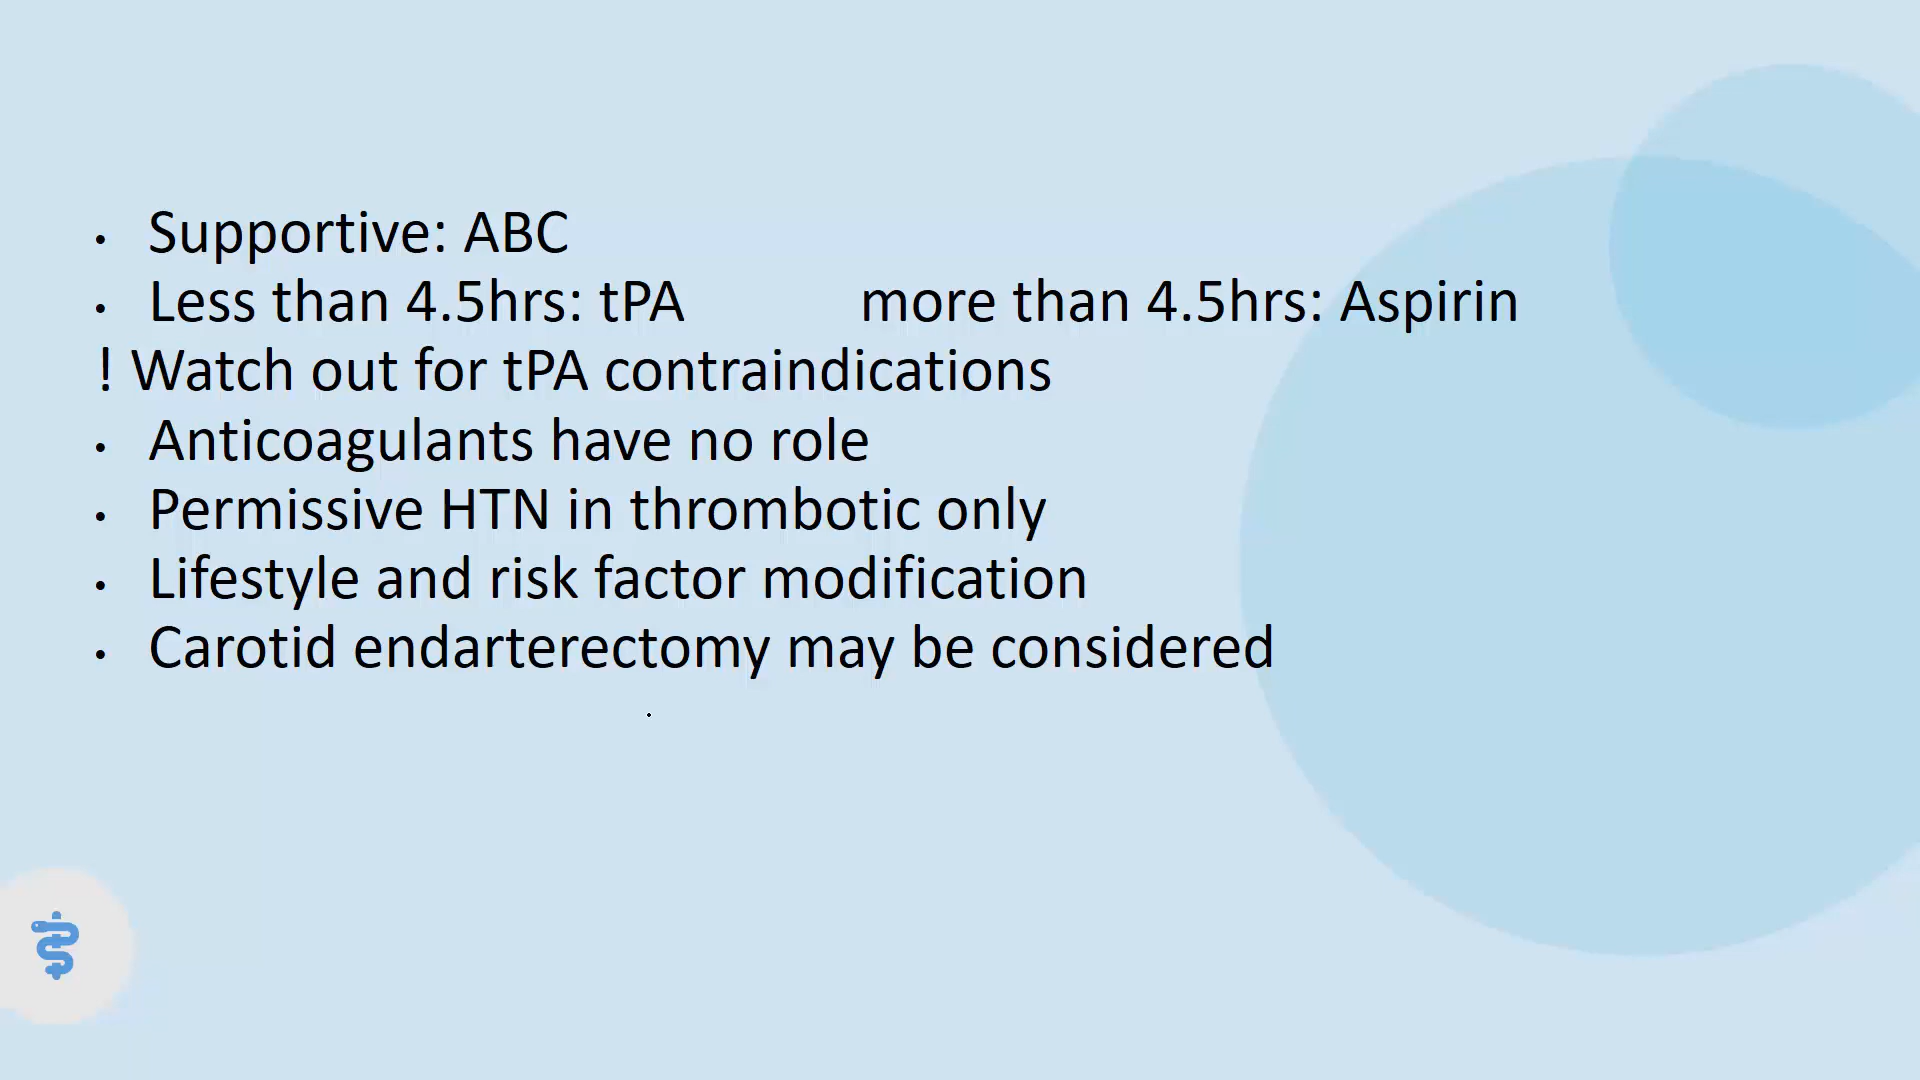 • Supportive: ABC
• Less than 4.5hrs: tPA more than 4.5hrs: Aspirin
! Watch out for tPA contraindications
• Anticoagulants have no role
• Permissive HTN in thrombotic only
• Lifestyle and risk factor modification
• Carotid endarterectomy may be considered